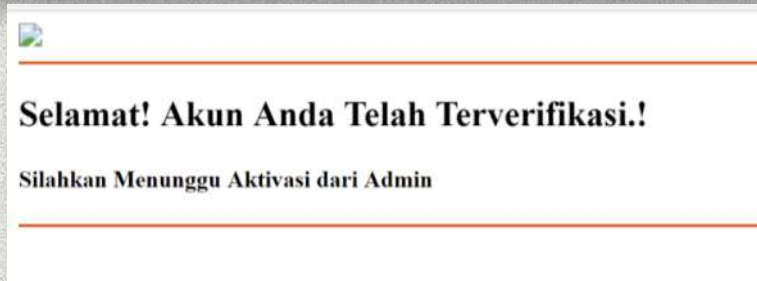 Selamat! Akun Anda Telah Terverifikasi.!
Silahkan Menunggu Aktivasi dari Admin